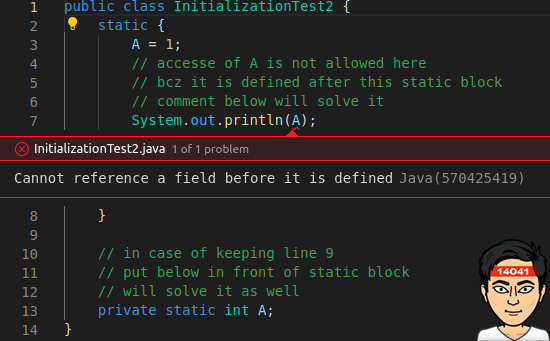 1 public class InitializationTest2 {
2 static {
3 A = 1;
4 // accesse of A is not allowed here
5 // bcz it is defined after this static block
6 // comment below will solve it
7 System.out.println(A);
InitializationTest2.java 1 of 1 problem
Cannot reference a field before it is defined Java(570425419)
8 }
9
10 // in case of keeping line 9
11 // put below in front of static block
12 // will solve it as well
13 private static int A;
14 }
14041